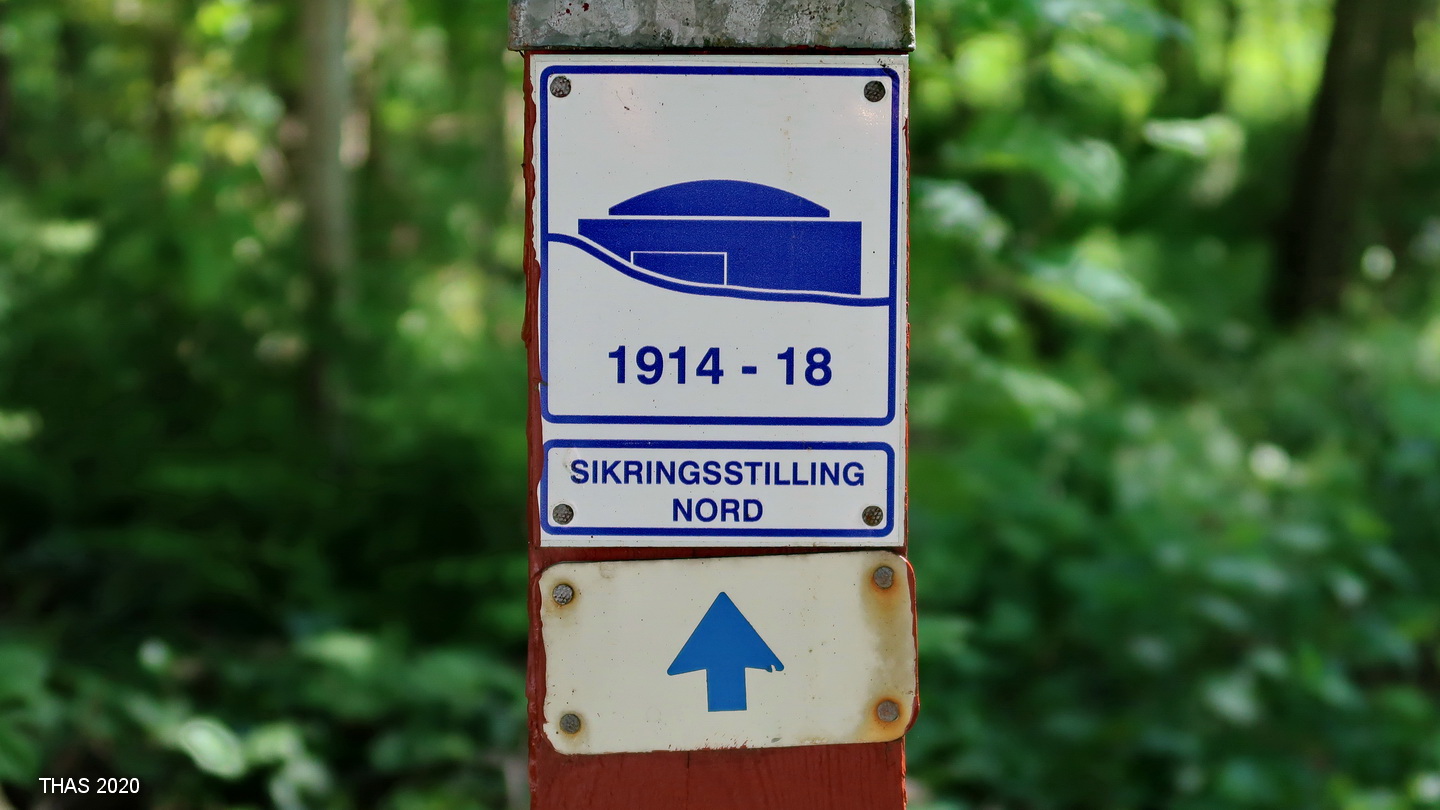 1914 - 18
SIKRINGSSTILLING
NORD
THAS 2020